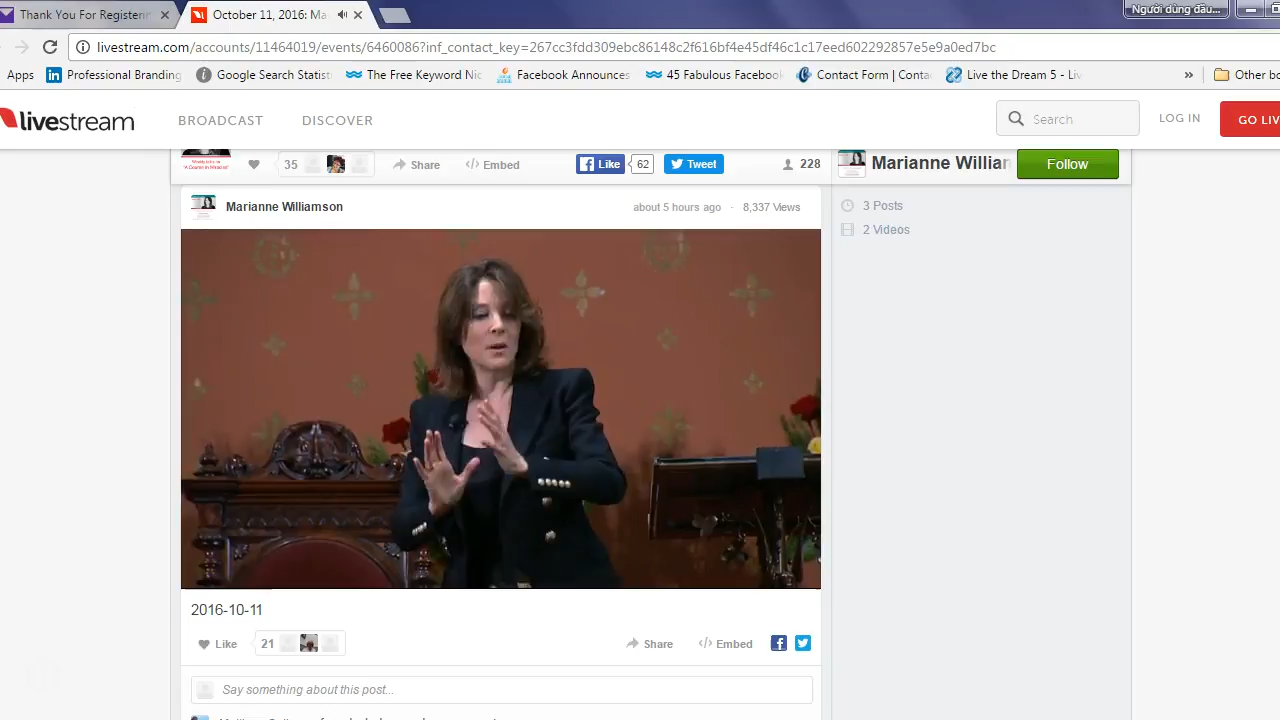 Thank You For Registenn
October 11, 2016: Ma
Người dùng đầu...
livestream.com/accounts/11464019/events/6460086?inf_contact_key=267cc3fdd309ebc86148c2f616f4e45df46c1c17eed602292857e5e9a0ed7bc
Apps
Professional Branding
Google Search Statist
The Free Keyword Nic
Facebook Announces
45 Fabulous Facebook
Contact Form | Conta
Live the Dream 5 - Liv
»
Other bo
livestream
BROADCAST
DISCOVER
Search
LOG IN
GO LIV
35
Share
Embed
Like
62
Tweet
228
Marianne Willian
Follow
Marianne Williamson
about 5 hours ago · 8,337 Views
3 Posts
2 Videos
2016-10-11
Like
21
Share
Embed
Say something about this post...